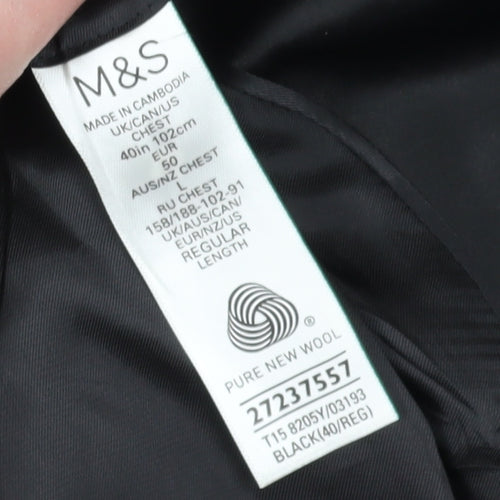 M&S
MADE IN CAMBODIA
UK/CAN/US
CHEST
40in 102cm
EUR
50
AUS/NZ CHEST
L
RU CHEST
158/188-102-91
UK/AUS/CAN/
EUR/NZ/US
REGULAR
LENGTH
®
PURE NEW WOOL
27237557
T15 8205Y/03193
BLACK(40/REG)